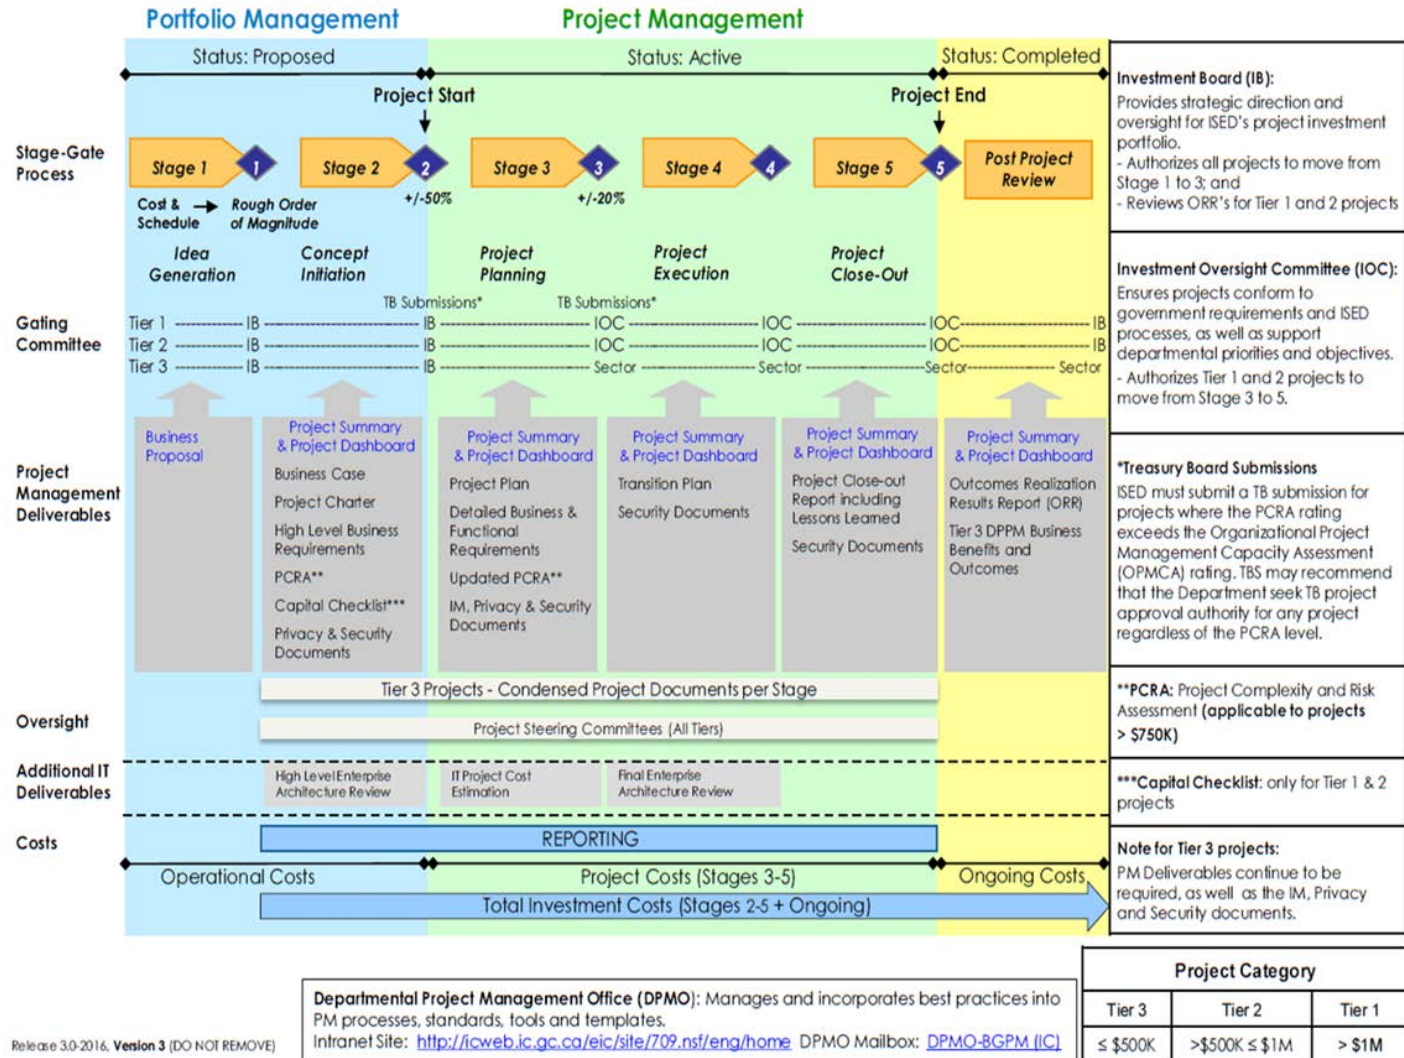 Portfolio Management
Project Management
Status: Proposed
Status: Active
Status: Completed
Project Start
Project End
Stage-Gate
Process
Stage 1
1
Stage 2
2
Stage 3
3
Stage 4
4
Stage 5
5
Post Project
Review
+/-50%
+/-20%
Cost &
Schedule
Rough Order
of Magnitude
Idea
Generation
Concept
Initiation
Project
Planning
Project
Execution
Project
Close-Out
TB Submissions*
TB Submissions*
Gating
Committee
Tier 1 IB IB IOC IOC IOC IB
Tier 2 IB IB IOC IOC IOC IB
Tier 3 IB IB Sector Sector Sector Sector
Project
Management
Deliverables
Business
Proposal
Project Summary
& Project Dashboard
Business Case
Project Charter
High Level Business
Requirements
PCRA**
Capital Checklist***
Privacy & Security
Documents
Project Summary
& Project Dashboard
Project Plan
Detailed Business &
Functional
Requirements
Updated PCRA**
IM, Privacy & Security
Documents
Project Summary
& Project Dashboard
Transition Plan
Security Documents
Project Summary
& Project Dashboard
Project Close-out
Report including
Lessons Learned
Security Documents
Project Summary
& Project Dashboard
Outcomes Realization
Results Report (ORR)
Tier 3 DPPM Business
Benefits and
Outcomes
Tier 3 Projects - Condensed Project Documents per Stage
Oversight
Project Steering Committees (All Tiers)
Additional IT
Deliverables
High Level Enterprise
Architecture Review
IT Project Cost
Estimation
Final Enterprise
Architecture Review
Costs
REPORTING
Operational Costs
Project Costs (Stages 3-5)
Ongoing Costs
Total Investment Costs (Stages 2-5 + Ongoing)
Investment Board (IB):
Provides strategic direction and
oversight for ISED's project investment
portfolio.
- Authorizes all projects to move from
Stage 1 to 3; and
- Reviews ORR's for Tier 1 and 2 projects
Investment Oversight Committee (IOC):
Ensures projects conform to
government requirements and ISED
processes, as well as support
departmental priorities and objectives.
- Authorizes Tier 1 and 2 projects to
move from Stage 3 to 5.
*Treasury Board Submissions
ISED must submit a TB submission for
projects where the PCRA rating
exceeds the Organizational Project
Management Capacity Assessment
(OPMCA) rating. TBS may recommend
that the Department seek TB project
approval authority for any project
regardless of the PCRA level.
**PCRA: Project Complexity and Risk
Assessment (applicable to projects
> $750K)
***Capital Checklist: only for Tier 1 & 2
projects
Note for Tier 3 projects:
PM Deliverables continue to be
required, as well as the IM, Privacy
and Security documents.
Project Category
Tier 3 Tier 2 Tier 1
≤ $500K >$500K ≤ $1M > $1M
Departmental Project Management Office (DPMO): Manages and incorporates best practices into
PM processes, standards, tools and templates.
Intranet Site: http://icweb.ic.gc.ca/eic/site/709.nsf/eng/home DPMO Mailbox: DPMO-BGPM (IC)
Release 3.0-2016, Version 3 (DO NOT REMOVE)